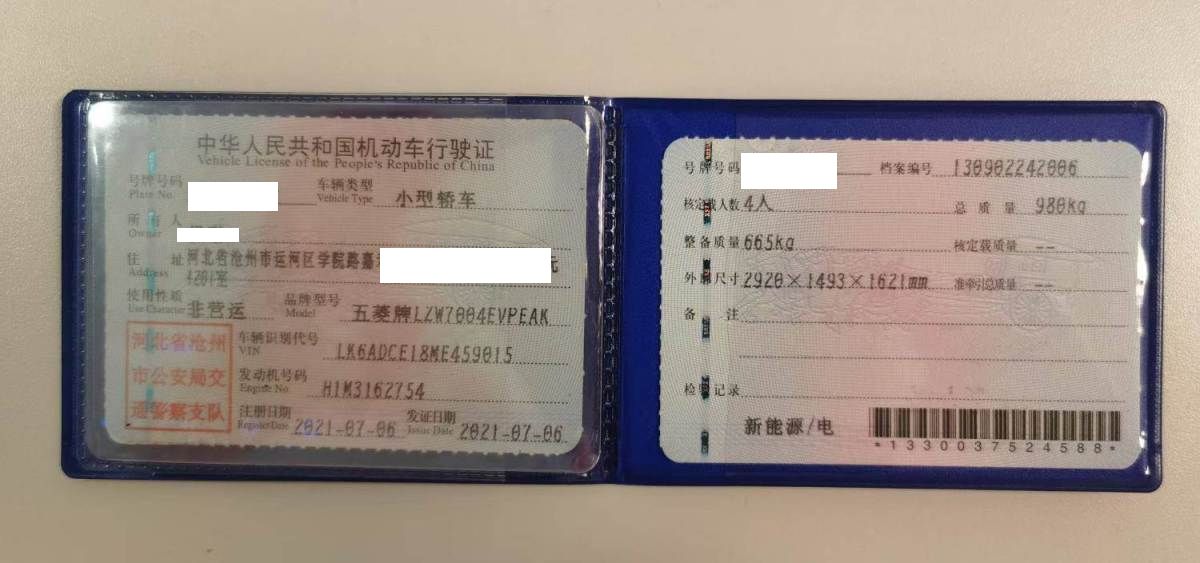 中华人民共和国机动车行驶证
Vehicle License of the People's Republic of China
号牌号码 Plate No.
车辆类型 Vehicle Type 小型轿车
所有人 Owner
住址 Address 河北省沧州市运河区学院路嘉 元
4201室
使用性质 Use Character 非营运 品牌型号 Model 五菱牌LZW7004EVPEAK
河北省沧州
市公安局交
通警察支队
车辆识别代号 VIN LK6ADCE18ME459015
发动机号码 Engine No. H1M3162754
注册日期 Register Date 2021-07-06 发证日期 Issue Date 2021-07-06
号牌号码 档案编号 130902242006
核定载人数 4人 总质量 980kg
整备质量 665kg 核定载质量 --
外廓尺寸 2920×1493×1621mm 准牵引总质量 --
备注
检验记录
新能源/电
*1330037524588*